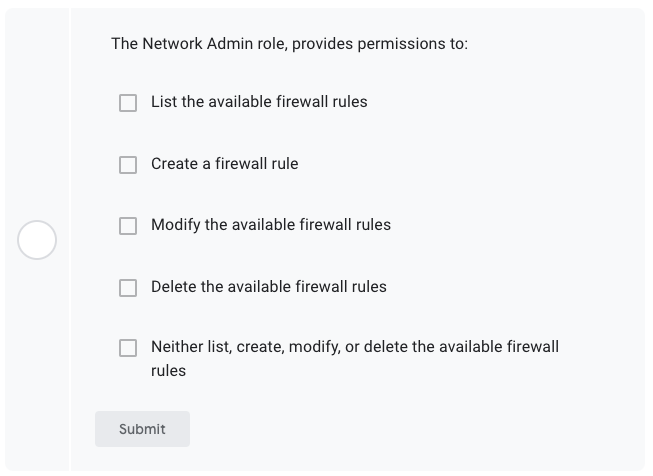 The Network Admin role, provides permissions to:
List the available firewall rules
Create a firewall rule
Modify the available firewall rules
Delete the available firewall rules
Neither list, create, modify, or delete the available firewall
rules
Submit